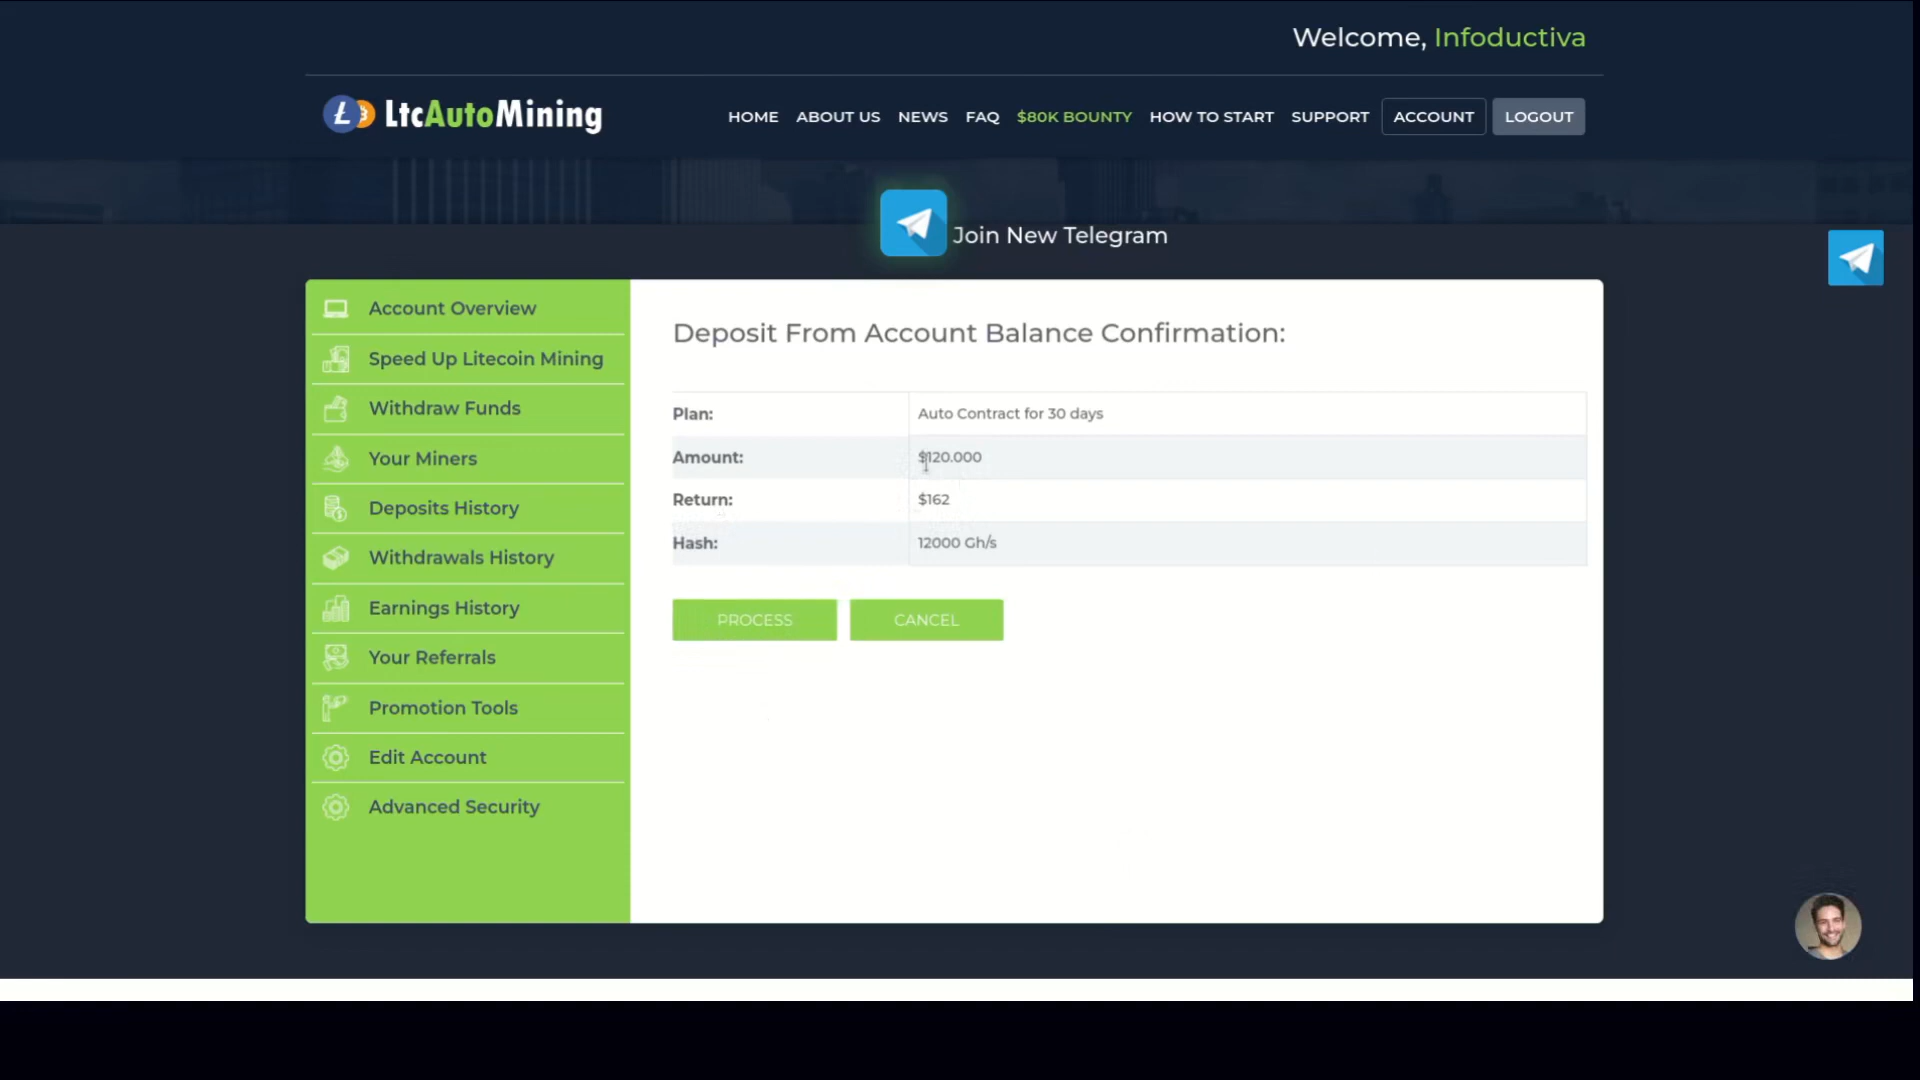 Welcome, Infoductiva
LtcAutoMining
HOME ABOUT US NEWS FAQ $80K BOUNTY HOW TO START SUPPORT ACCOUNT LOGOUT
Join New Telegram
Account Overview
Speed Up Litecoin Mining
Withdraw Funds
Your Miners
Deposits History
Withdrawals History
Earnings History
Your Referrals
Promotion Tools
Edit Account
Advanced Security
Deposit From Account Balance Confirmation:
Plan: Auto Contract for 30 days
Amount: $120.000
Return: $162
Hash: 12000 Gh/s
PROCESS CANCEL